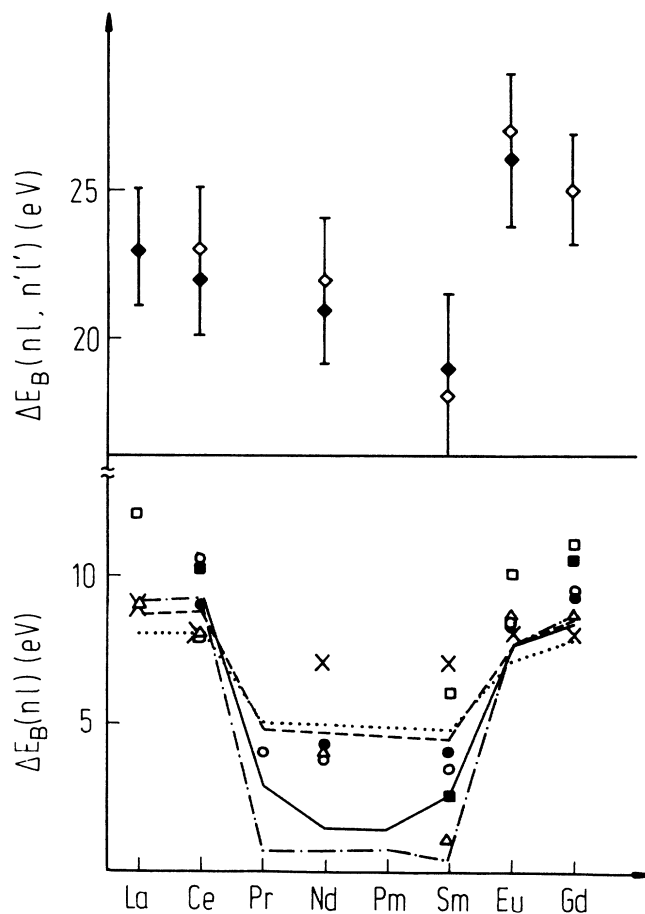 ΔE_B(nl, n'l') (eV)
25
20
ΔE_B(nl) (eV)
10
5
La Ce Pr Nd Pm Sm Eu Gd